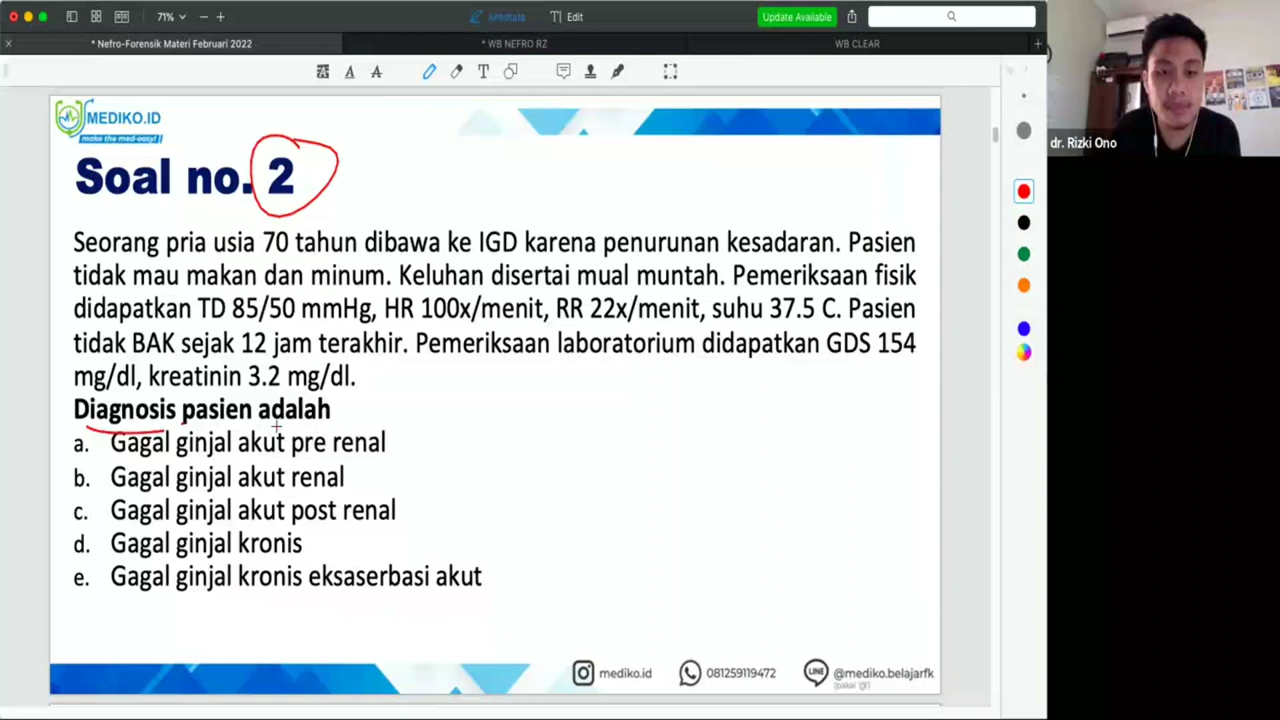 71%
Annotate
Edit
Update Available
* Nefro-Forensik Materi Februari 2022
* WB NEFRO RZ
WB CLEAR
MEDIKO.ID
make the med-easy!
Soal no. 2
Seorang pria usia 70 tahun dibawa ke IGD karena penurunan kesadaran. Pasien
tidak mau makan dan minum. Keluhan disertai mual muntah. Pemeriksaan fisik
didapatkan TD 85/50 mmHg, HR 100x/menit, RR 22x/menit, suhu 37.5 C. Pasien
tidak BAK sejak 12 jam terakhir. Pemeriksaan laboratorium didapatkan GDS 154
mg/dl, kreatinin 3.2 mg/dl.
Diagnosis pasien adalah
a. Gagal ginjal akut pre renal
b. Gagal ginjal akut renal
c. Gagal ginjal akut post renal
d. Gagal ginjal kronis
e. Gagal ginjal kronis eksaserbasi akut
mediko.id
081259119472
LINE
@mediko.belajarfk
(pakai '@')
dr. Rizki Ono